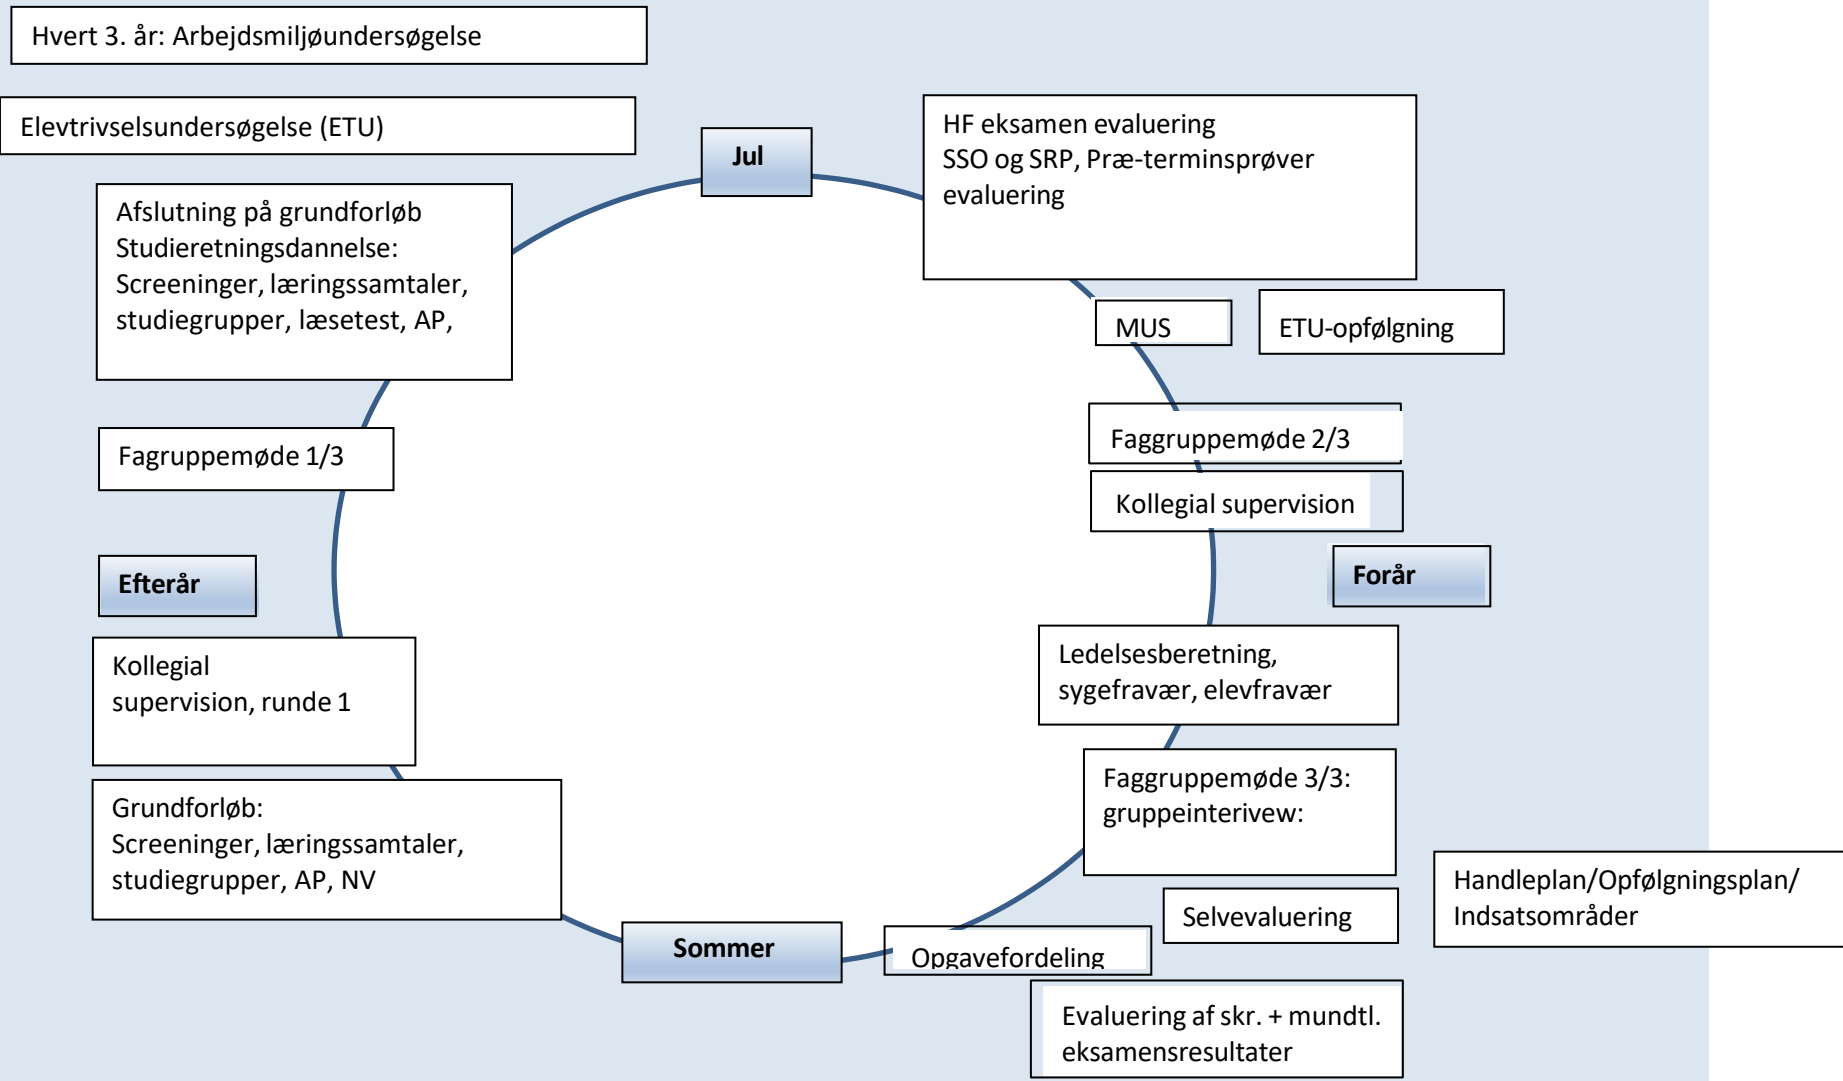 Hvert 3. år: Arbejdsmiljøundersøgelse
Elevtrivselsundersøgelse (ETU)
Jul
HF eksamen evaluering
SSO og SRP, Præ-terminsprøver
evaluering
Afslutning på grundforløb
Studieretningsdannelse:
Screeninger, læringssamtaler,
studiegrupper, læsetest, AP,
MUS
ETU-opfølgning
Fagruppemøde 1/3
Faggruppemøde 2/3
Kollegial supervision
Efterår
Forår
Kollegial
supervision, runde 1
Ledelsesberetning,
sygefravær, elevfravær
Grundforløb:
Screeninger, læringssamtaler,
studiegrupper, AP, NV
Faggruppemøde 3/3:
gruppeinterivew:
Handleplan/Opfølgningsplan/
Indsatsområder
Selvevaluering
Sommer
Opgavefordeling
Evaluering af skr. + mundtl.
eksamensresultater